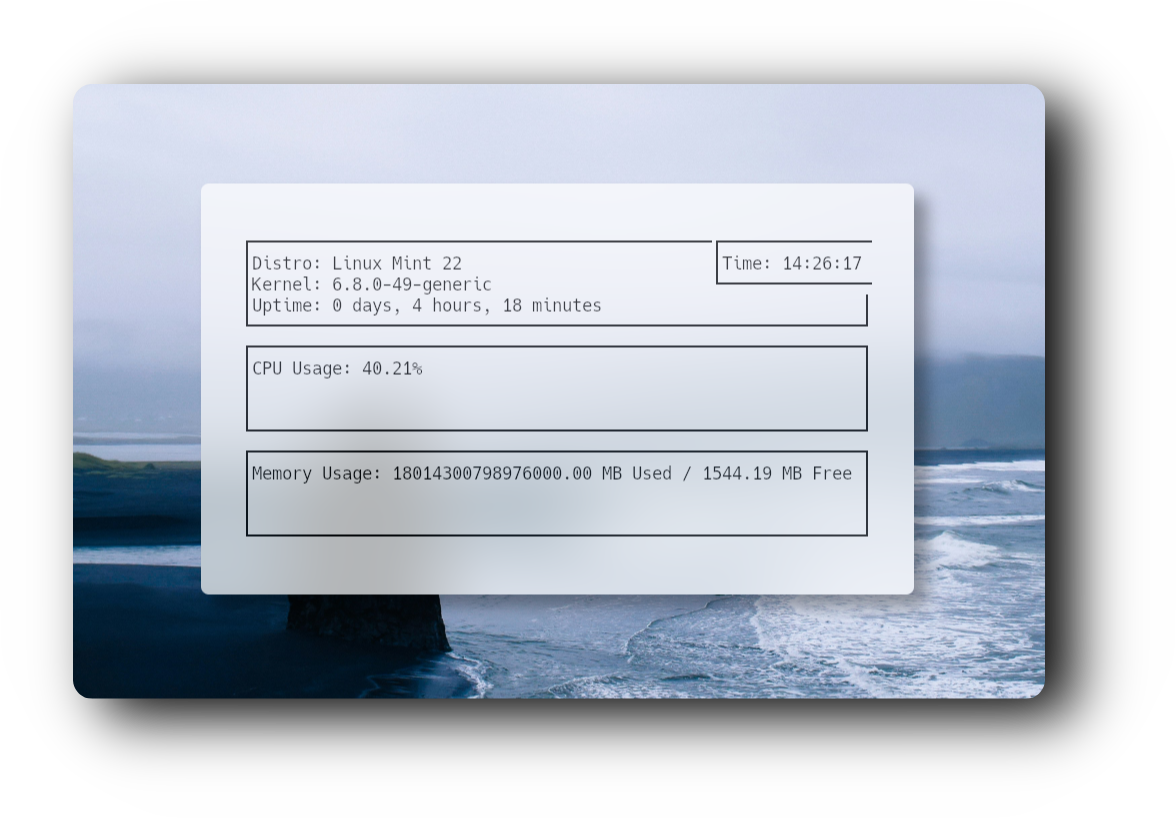 Distro: Linux Mint 22
Time: 14:26:17
Kernel: 6.8.0-49-generic
Uptime: 0 days, 4 hours, 18 minutes
CPU Usage: 40.21%
Memory Usage: 18014300798976000.00 MB Used / 1544.19 MB Free